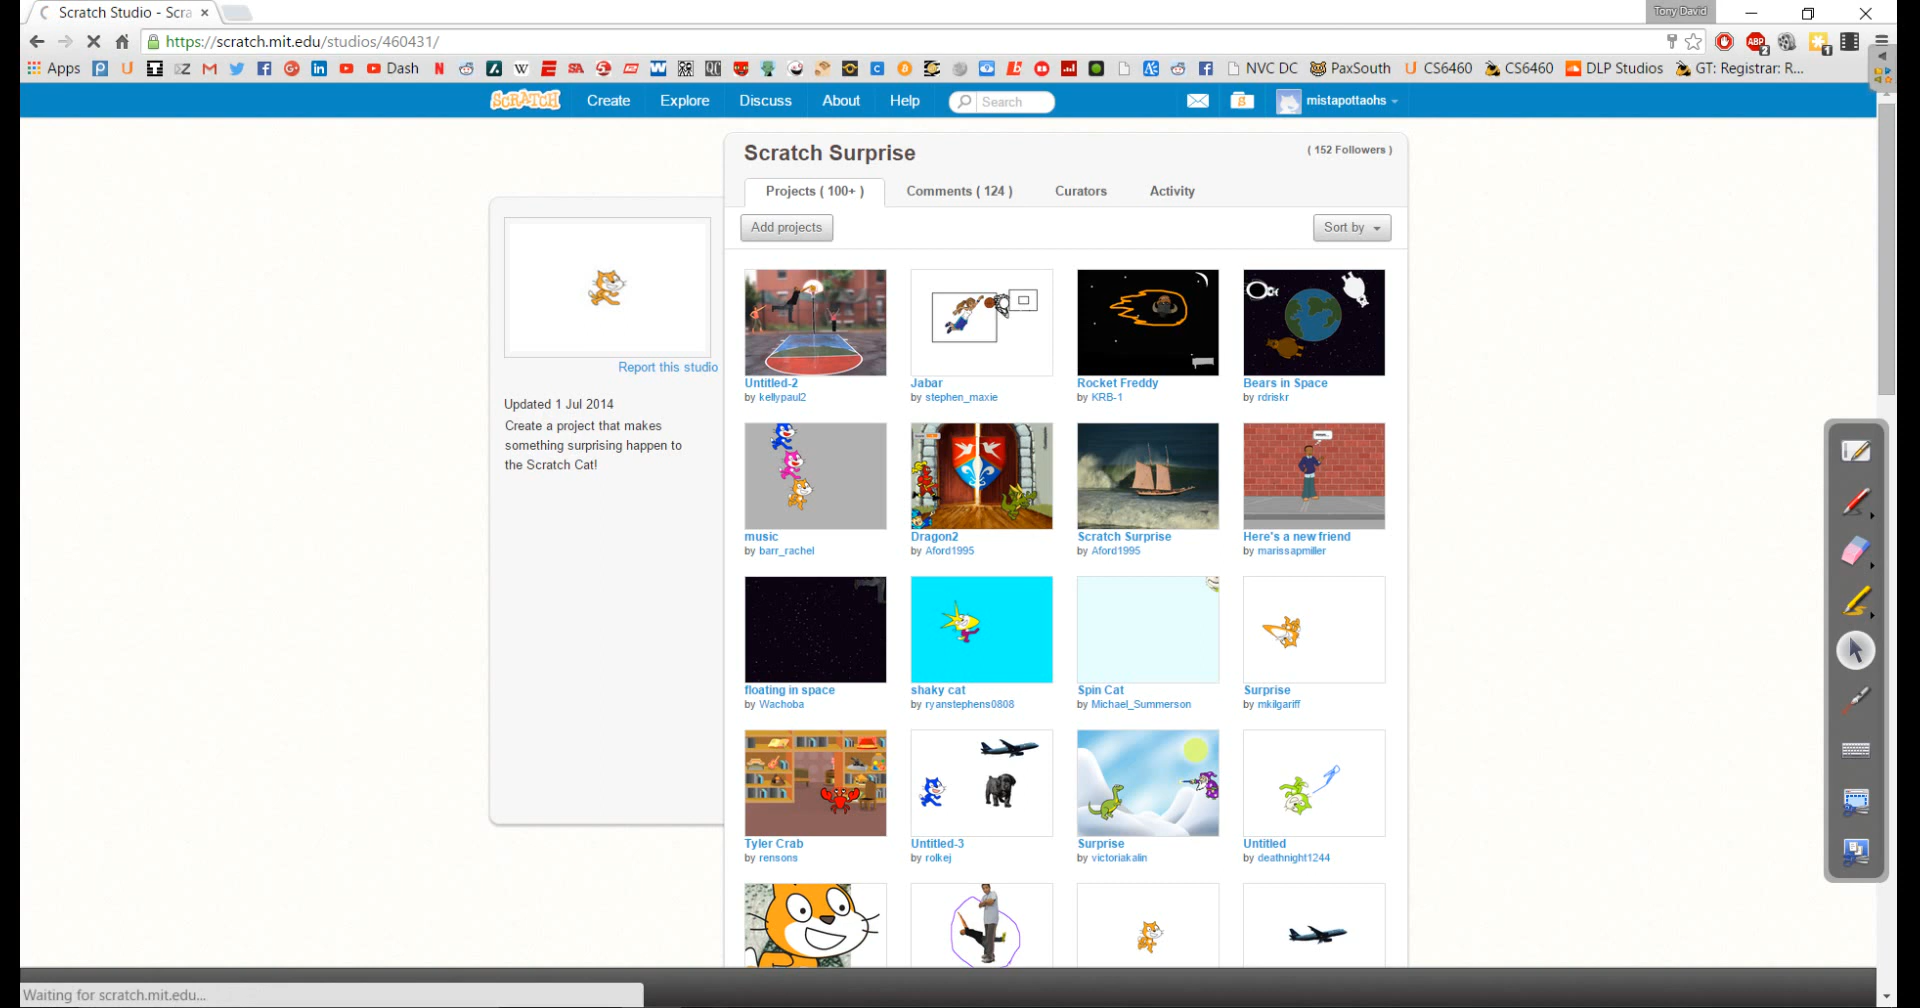 Scratch Studio - Scra
Tony David
https://scratch.mit.edu/studios/460431/
Apps
Dash
NVC DC
PaxSouth
CS6460
CS6460
DLP Studios
GT: Registrar: R...
SCRATCH
Create
Explore
Discuss
About
Help
Search
mistapottaohs
Scratch Surprise
( 152 Followers )
Projects ( 100+ )
Comments ( 124 )
Curators
Activity
Add projects
Sort by
Report this studio
Updated 1 Jul 2014
Create a project that makes
something surprising happen to
the Scratch Cat!
Untitled-2
by kellypaul2
Jabar
by stephen_maxie
Rocket Freddy
by KRB-1
Bears in Space
by rdriskr
music
by barr_rachel
Dragon2
by Aford1995
Scratch Surprise
by Aford1995
Here's a new friend
by marissapmiller
floating in space
by Wachoba
shaky cat
by ryanstephens0808
Spin Cat
by Michael_Summerson
Surprise
by mkilgariff
Tyler Crab
by rensons
Untitled-3
by rolkej
Surprise
by victoriakalin
Untitled
by deathnight1244
Waiting for scratch.mit.edu...